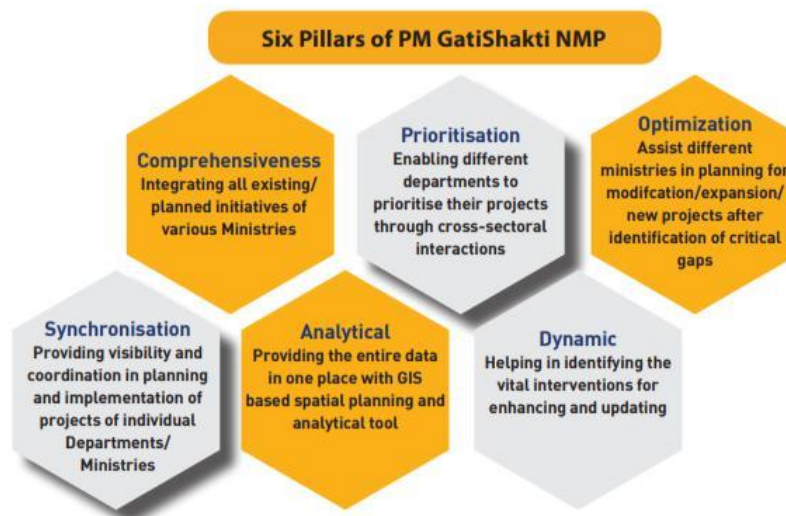 Six Pillars of PM GatiShakti NMP
Comprehensiveness
Integrating all existing/
planned initiatives of
various Ministries
Prioritisation
Enabling different
departments to
prioritise their projects
through cross-sectoral
interactions
Optimization
Assist different
ministries in planning for
modifcation/expansion/
new projects after
identification of critical
gaps
Synchronisation
Providing visibility and
coordination in planning
and implementation of
projects of individual
Departments/
Ministries
Analytical
Providing the entire data
in one place with GIS
based spatial planning and
analytical tool
Dynamic
Helping in identifying the
vital interventions for
enhancing and updating